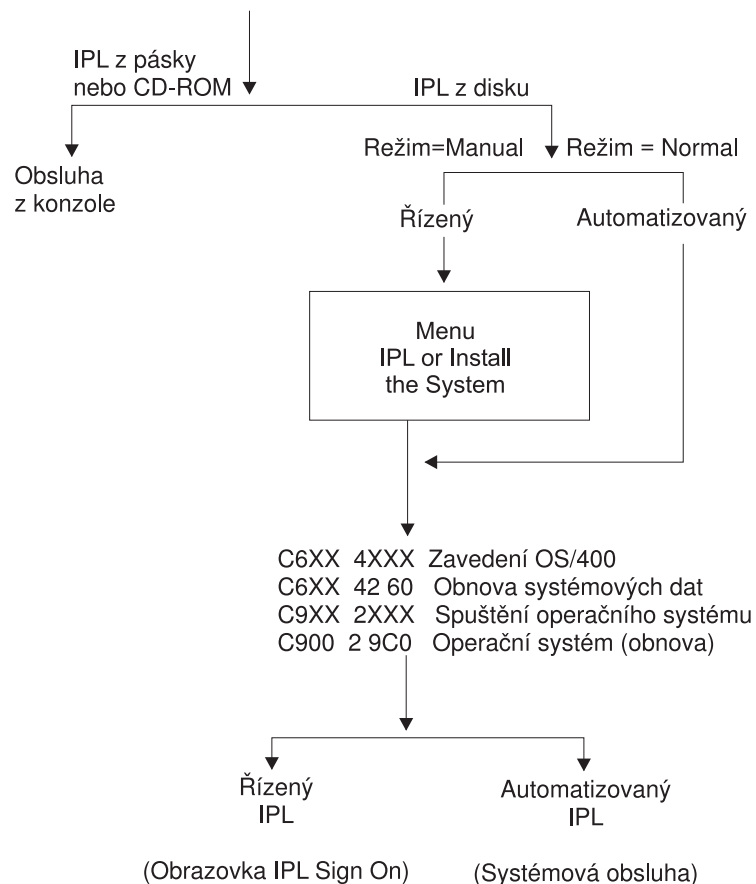 IPL z pásky
nebo CD-ROM
IPL z disku
Obsluha
z konzole
Režim=Manual
Režim = Normal
Řízený
Automatizovaný
Menu
IPL or Install
the System
C6XX 4XXX Zavedení OS/400
C6XX 42 60 Obnova systémových dat
C9XX 2XXX Spuštění operačního systému
C900 2 9C0 Operační systém (obnova)
Řízený
IPL
Automatizovaný
IPL
(Obrazovka IPL Sign On)
(Systémová obsluha)